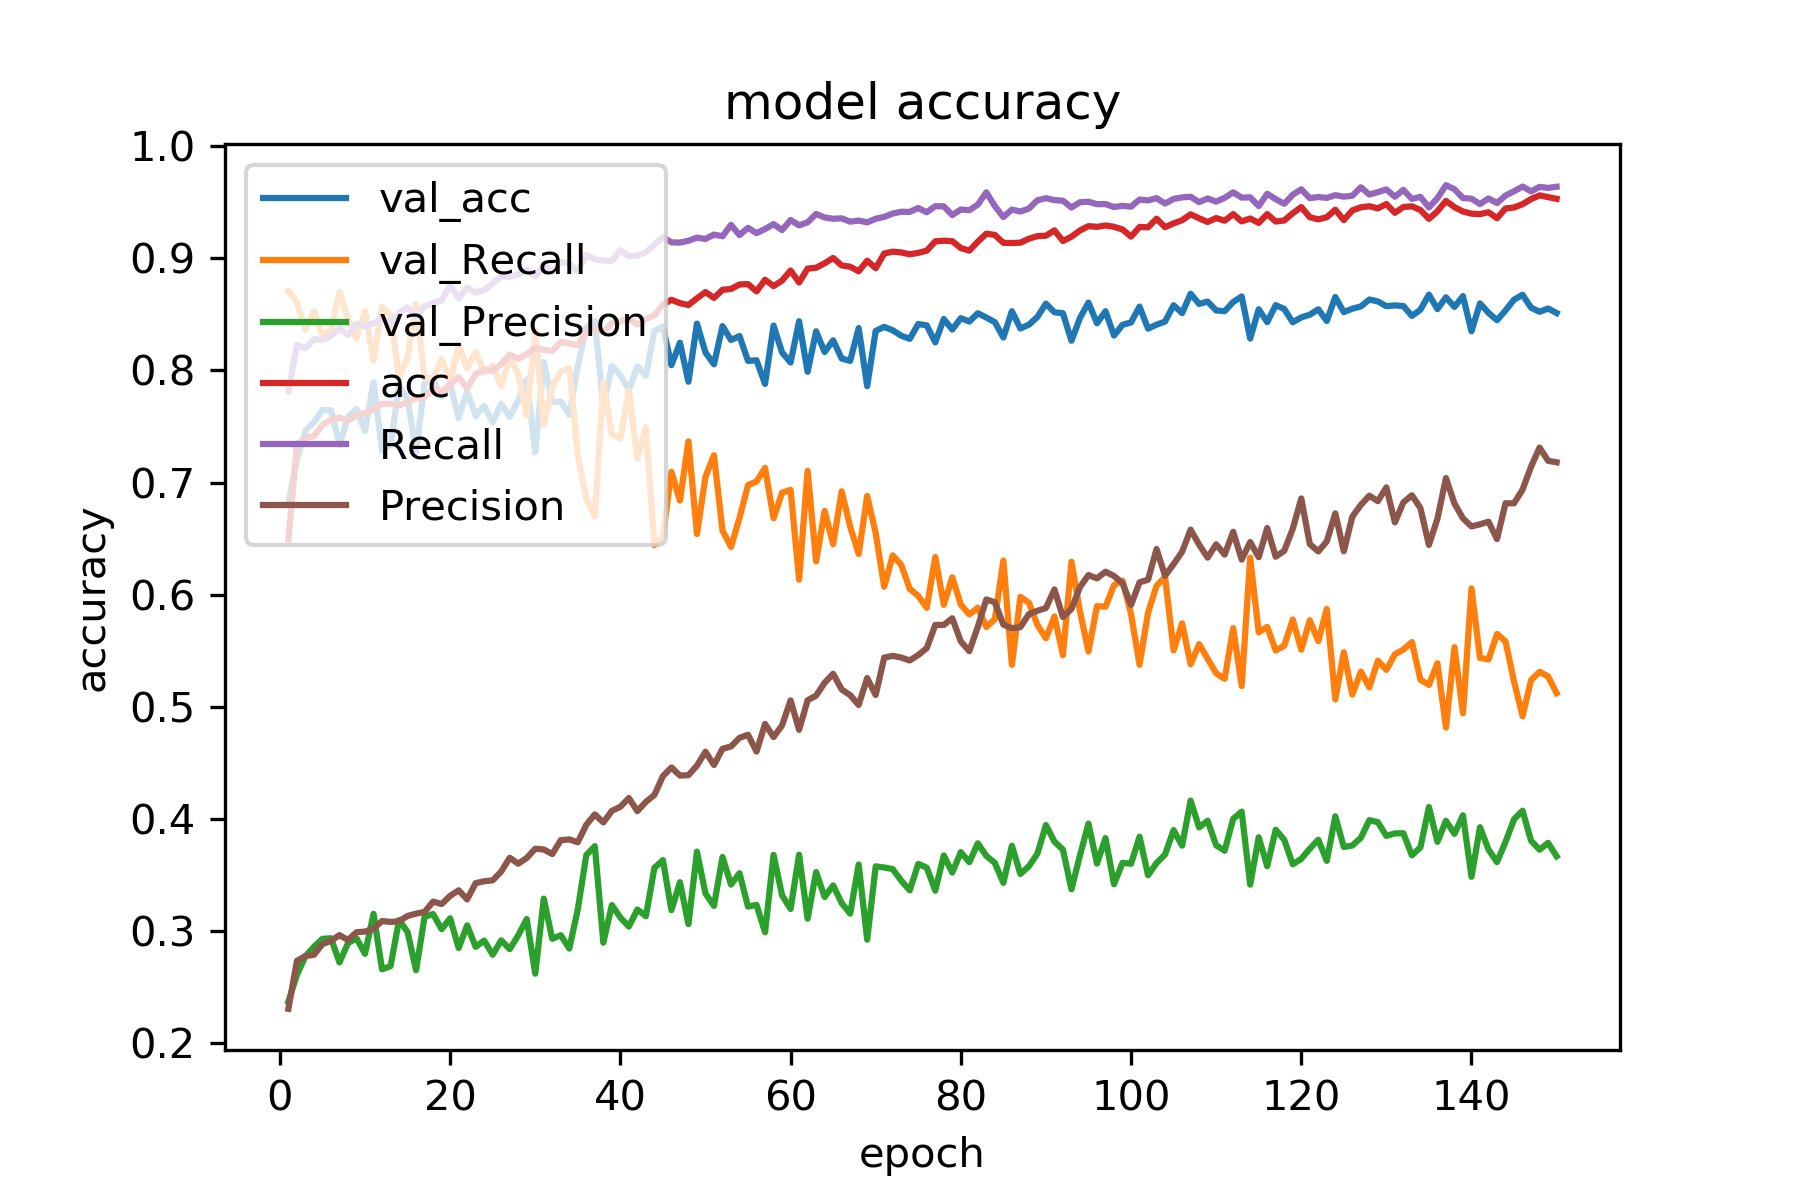 model accuracy
1.0
0.9
0.8
0.7
0.6
0.5
0.4
0.3
0.2
accuracy
val_acc
val_Recall
val_Precision
acc
Recall
Precision
0 20 40 60 80 100 120 140
epoch